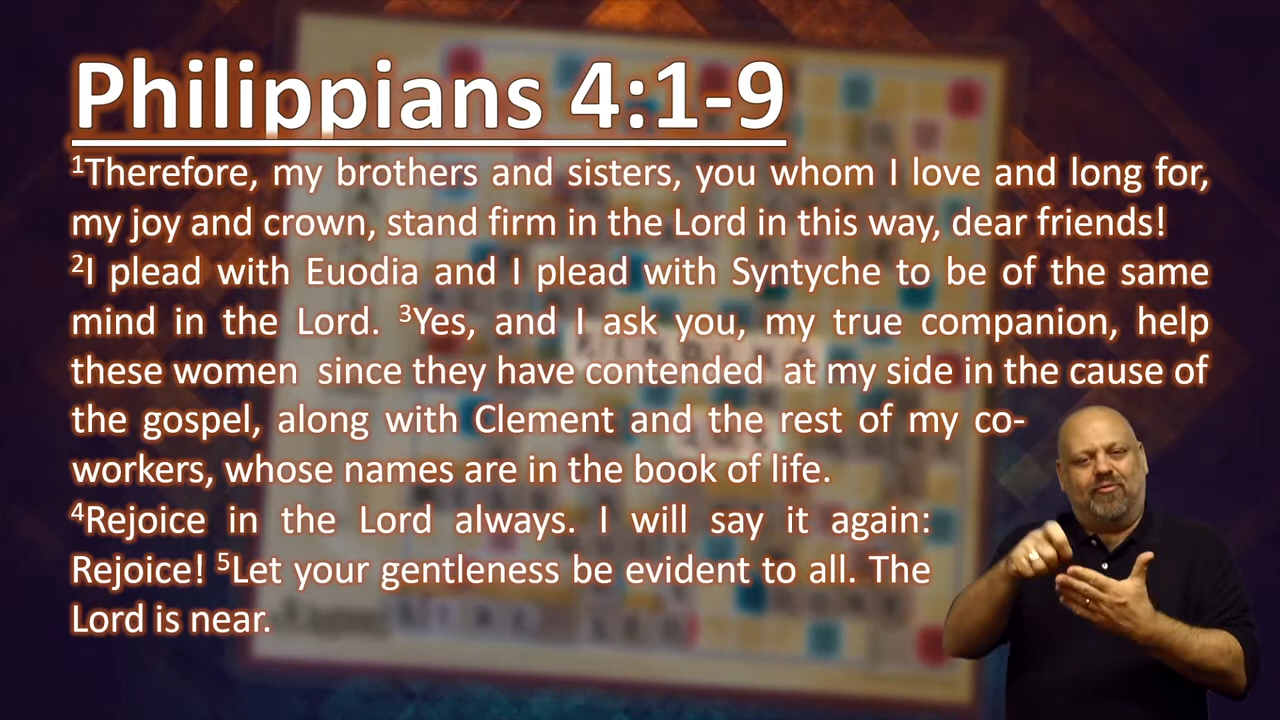 Philippians 4:1-9
¹Therefore, my brothers and sisters, you whom I love and long for,
my joy and crown, stand firm in the Lord in this way, dear friends!
²I plead with Euodia and I plead with Syntyche to be of the same
mind in the Lord. ³Yes, and I ask you, my true companion, help
these women  since they have contended  at my side in the cause of
the gospel, along with Clement and the rest of my co-
workers, whose names are in the book of life.
⁴Rejoice in the Lord always. I will say it again:
Rejoice! ⁵Let your gentleness be evident to all. The
Lord is near.